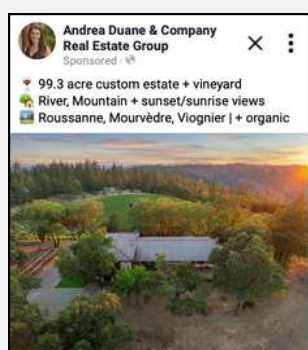 Andrea Duane & Company
Real Estate Group
Sponsored ·
99.3 acre custom estate + vineyard
River, Mountain + sunset/sunrise views
Roussanne, Mourvèdre, Viognier | + organic